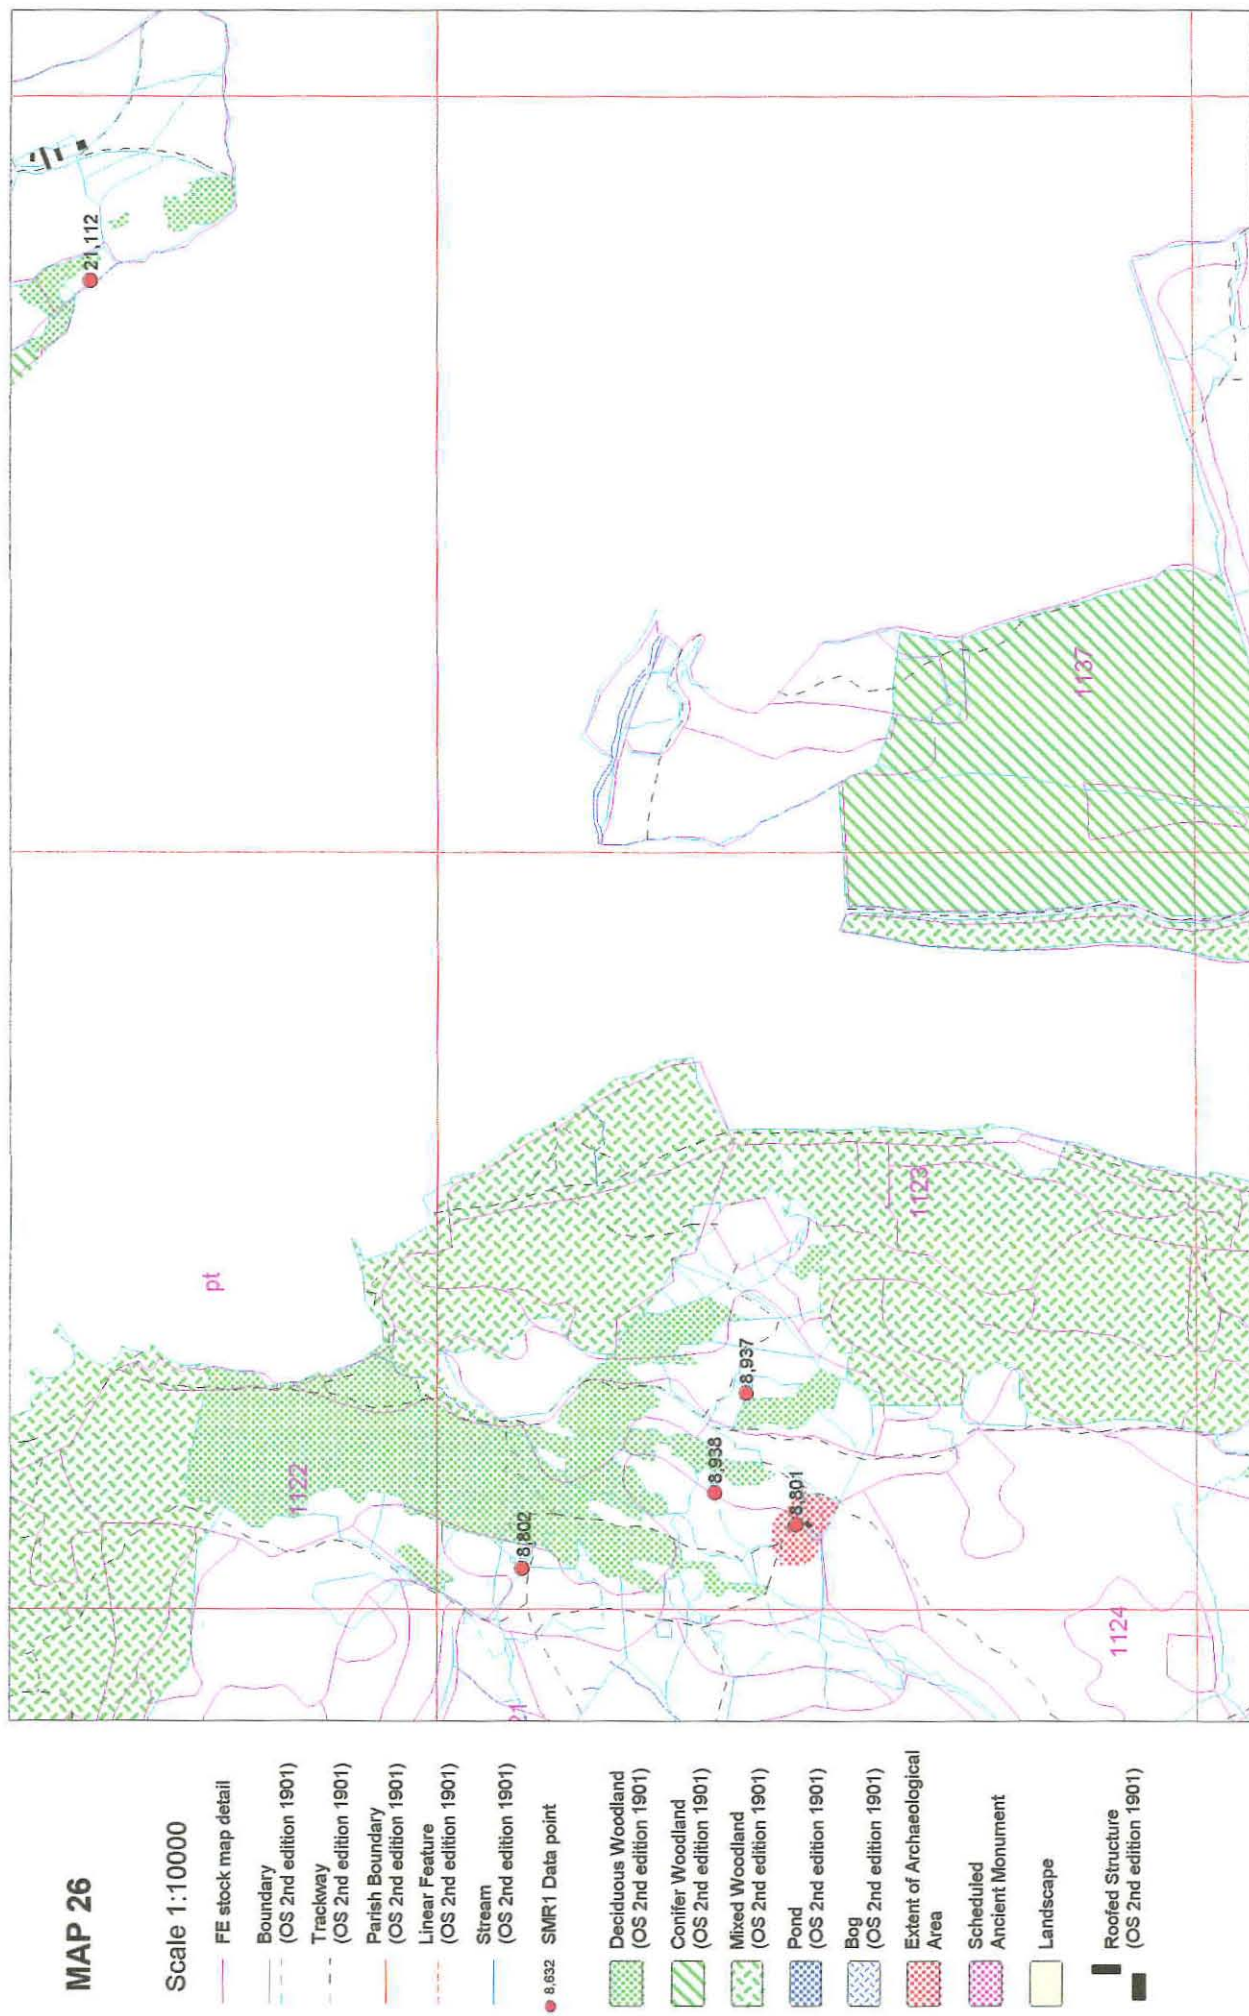 MAP 26
Scale 1:10000
FE stock map detail
Boundary
(OS 2nd edition 1901)
Trackway
(OS 2nd edition 1901)
Parish Boundary
(OS 2nd edition 1901)
Linear Feature
(OS 2nd edition 1901)
Stream
(OS 2nd edition 1901)
8,632 SMR1 Data point
Deciduous Woodland
(OS 2nd edition 1901)
Conifer Woodland
(OS 2nd edition 1901)
Mixed Woodland
(OS 2nd edition 1901)
Pond
(OS 2nd edition 1901)
Bog
(OS 2nd edition 1901)
Extent of Archaeological
Area
Scheduled
Ancient Monument
Landscape
Roofed Structure
(OS 2nd edition 1901)
21,112
pt
1122
8,802
21
8,938
8,937
8,801
1123
1124
1137